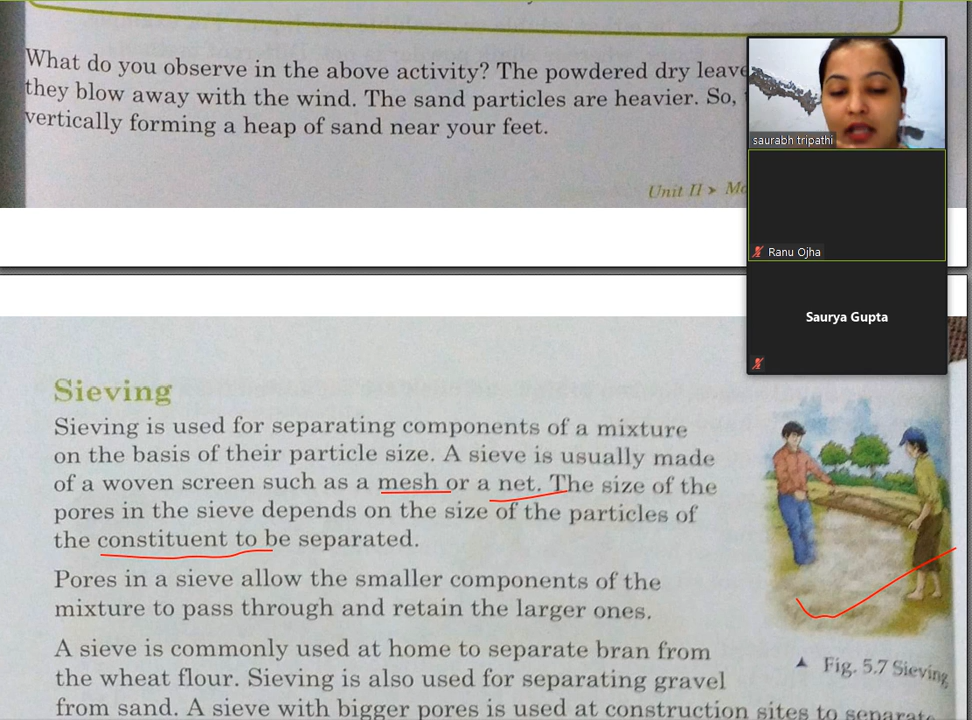 What do you observe in the above activity? The powdered dry leave
they blow away with the wind. The sand particles are heavier. So,
vertically forming a heap of sand near your feet.
Unit II >
saurabh tripathi
Ranu Ojha
Saurya Gupta
Sieving
Sieving is used for separating components of a mixture
on the basis of their particle size. A sieve is usually made
of a woven screen such as a mesh or a net. The size of the
pores in the sieve depends on the size of the particles of
the constituent to be separated.
Pores in a sieve allow the smaller components of the
mixture to pass through and retain the larger ones.
A sieve is commonly used at home to separate bran from
the wheat flour. Sieving is also used for separating gravel
from sand. A sieve with bigger pores is used at construction sites to separate
▲ Fig. 5.7 Sieving